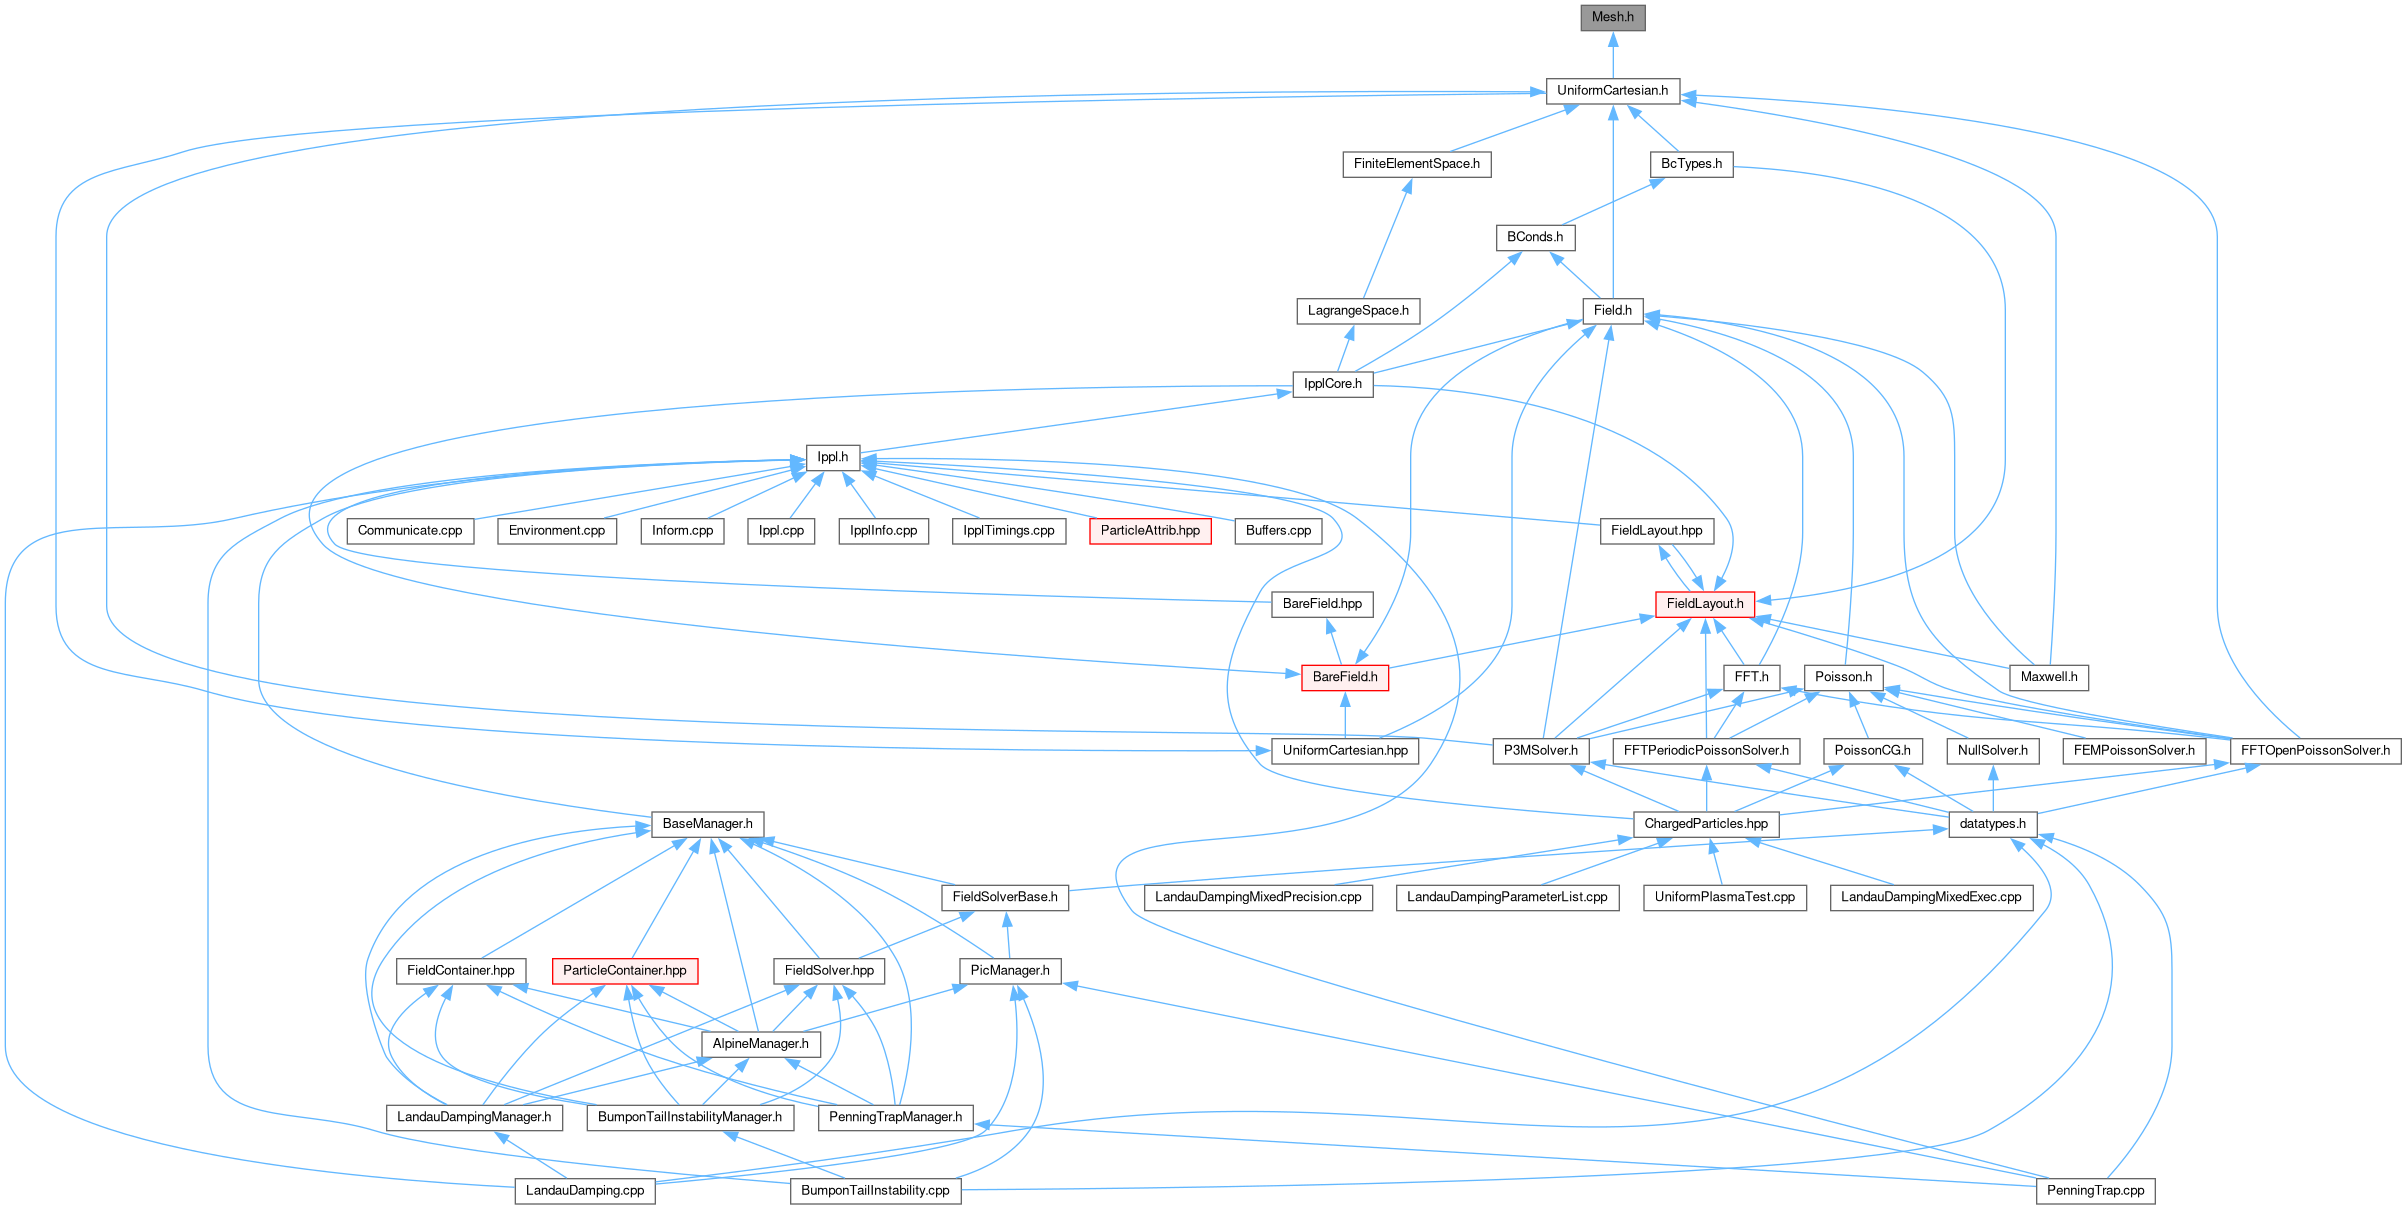 Mesh.h
UniformCartesian.h
FiniteElementSpace.h
BcTypes.h
BConds.h
LagrangeSpace.h
Field.h
IpplCore.h
Ippl.h
Communicate.cpp
Environment.cpp
Inform.cpp
Ippl.cpp
IpplInfo.cpp
IpplTimings.cpp
ParticleAttrib.hpp
Buffers.cpp
FieldLayout.hpp
BareField.hpp
FieldLayout.h
BareField.h
FFT.h
Poisson.h
Maxwell.h
UniformCartesian.hpp
P3MSolver.h
FFTPeriodicPoissonSolver.h
PoissonCG.h
NullSolver.h
FEMPoissonSolver.h
FFTOpenPoissonSolver.h
BaseManager.h
ChargedParticles.hpp
datatypes.h
FieldSolverBase.h
LandauDampingMixedPrecision.cpp
LandauDampingParameterList.cpp
UniformPlasmaTest.cpp
LandauDampingMixedExec.cpp
FieldContainer.hpp
ParticleContainer.hpp
FieldSolver.hpp
PicManager.h
AlpineManager.h
LandauDampingManager.h
BumponTailInstabilityManager.h
PenningTrapManager.h
LandauDamping.cpp
BumponTailInstability.cpp
PenningTrap.cpp